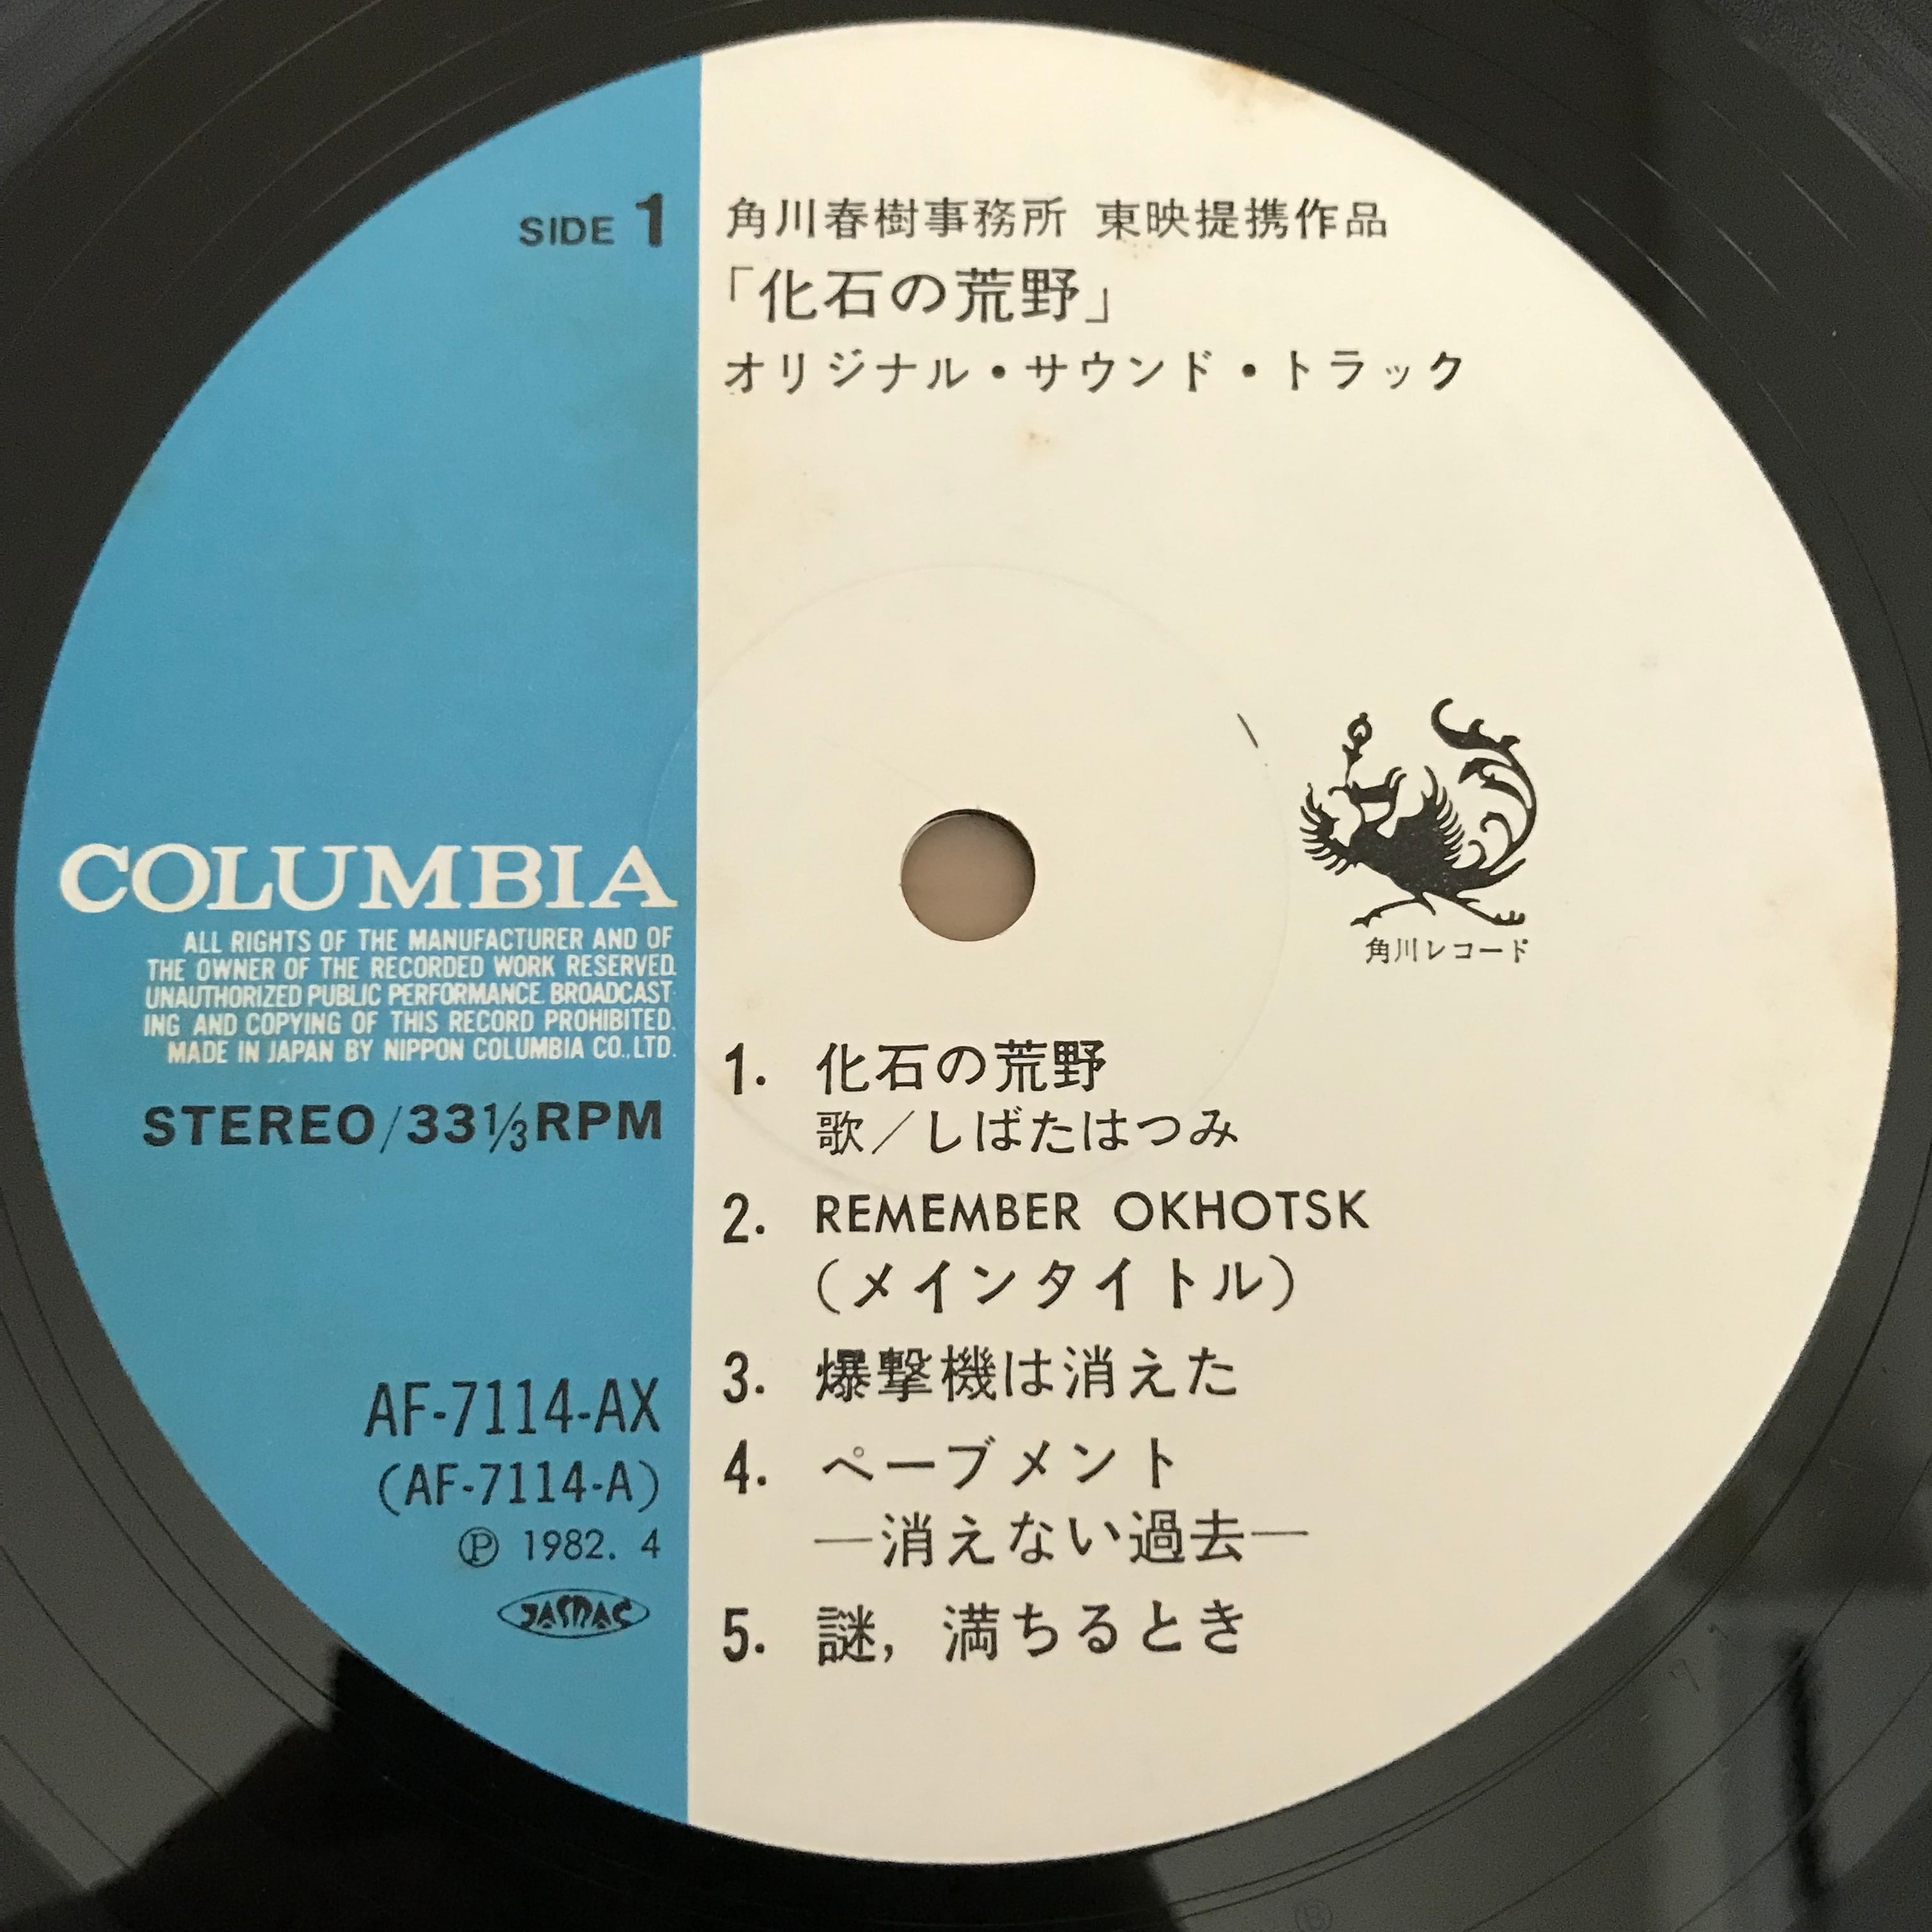 SIDE 1
角川春樹事務所 東映提携作品
「化石の荒野」
オリジナル・サウンド・トラック
COLUMBIA
ALL RIGHTS OF THE MANUFACTURER AND OF
THE OWNER OF THE RECORDED WORK RESERVED.
UNAUTHORIZED PUBLIC PERFORMANCE. BROADCAST-
ING AND COPYING OF THIS RECORD PROHIBITED.
MADE IN JAPAN BY NIPPON COLUMBIA CO., LTD.
STEREO/33⅓RPM
AF-7114-AX
(AF-7114-A)
Ⓟ 1982. 4
JASRAC
角川レコード
1. 化石の荒野
歌／しばたはつみ
2. REMEMBER OKHOTSK
(メインタイトル)
3. 爆撃機は消えた
4. ペーブメント
―消えない過去―
5. 謎，満ちるとき